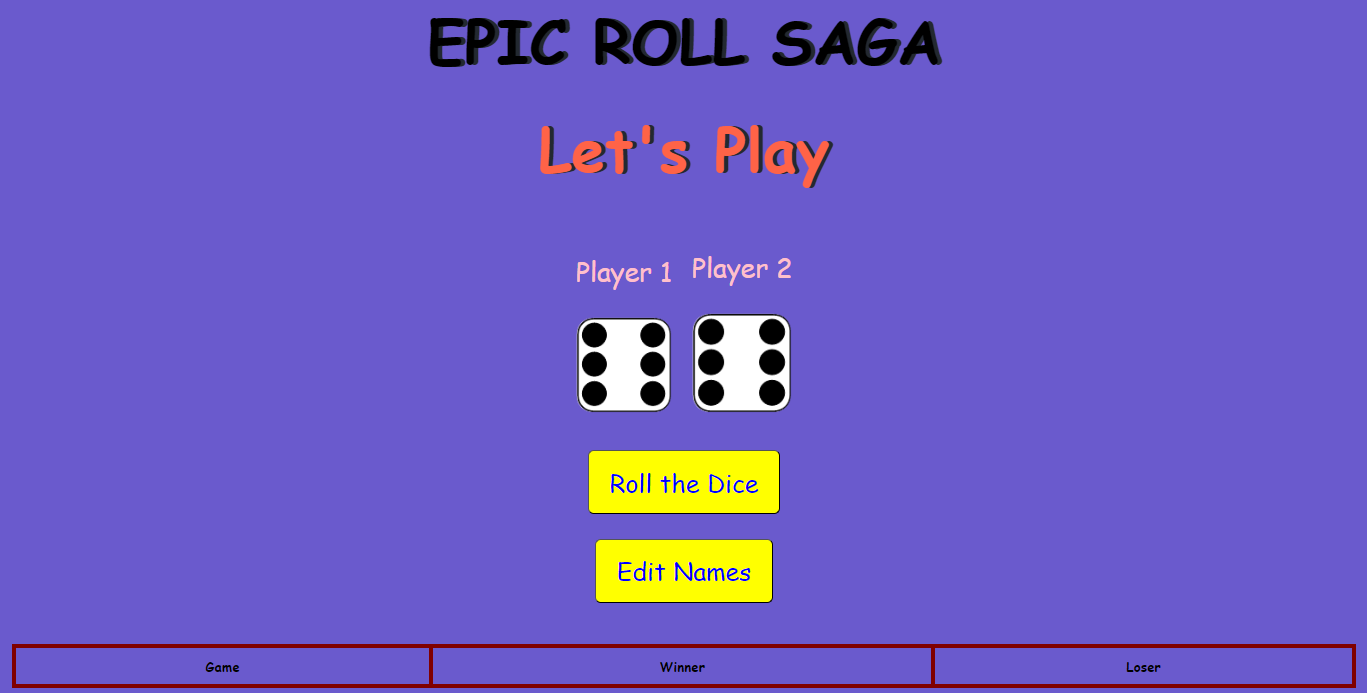 EPIC ROLL SAGA
Let's Play
Player 1 Player 2
Roll the Dice
Edit Names
Game Winner Loser